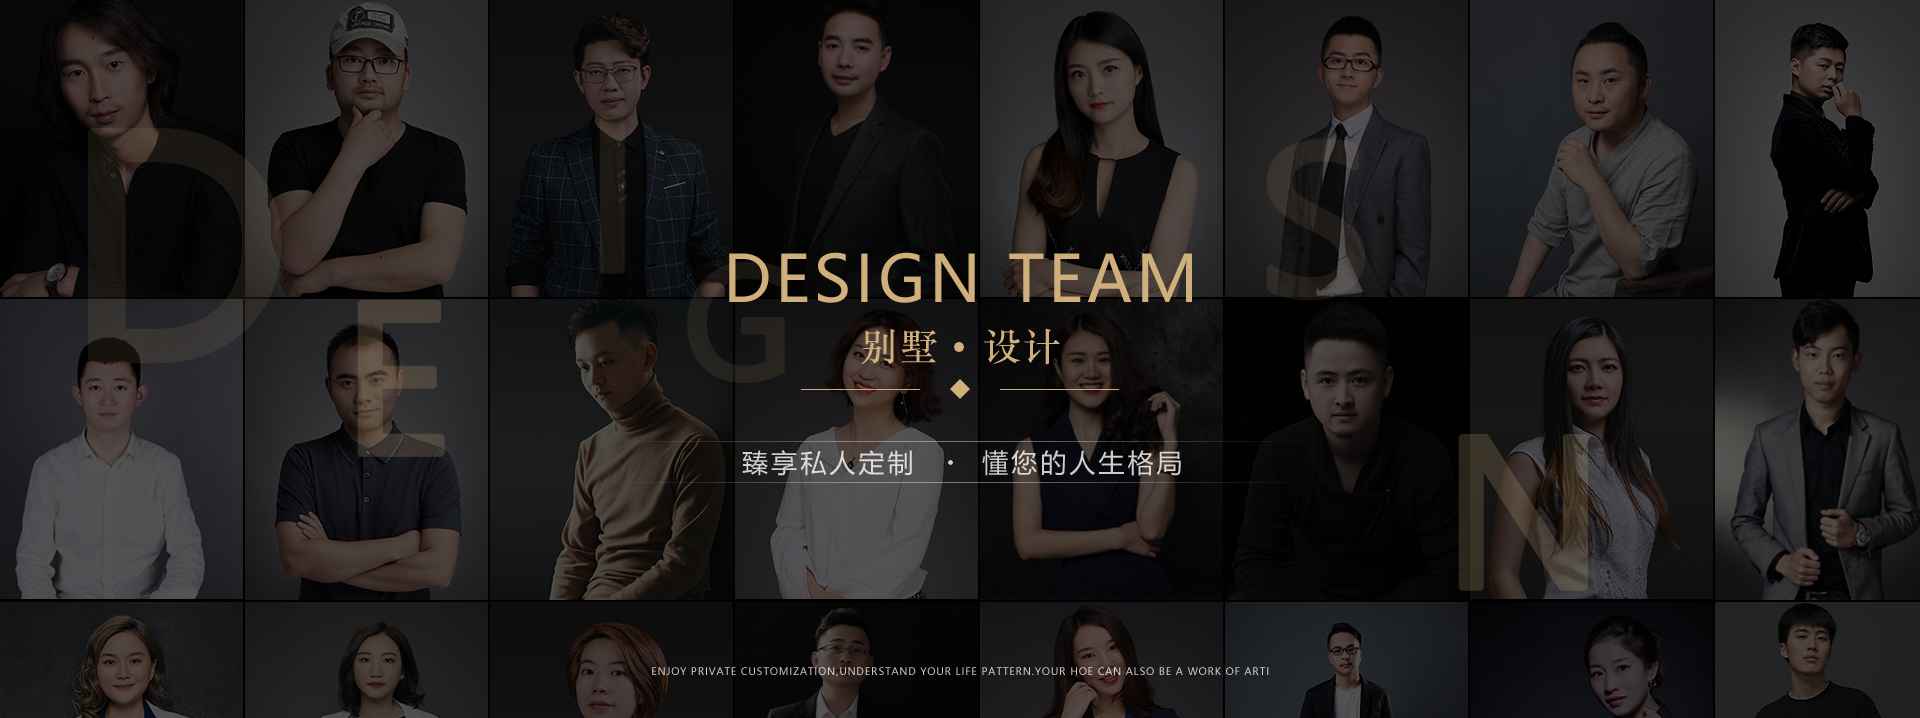 DESIGN TEAM
别墅•设计
臻享私人定制 · 懂您的人生格局
ENJOY PRIVATE CUSTOMIZATION,UNDERSTAND YOUR LIFE PATTERN.YOUR HOE CAN ALSO BE A WORK OF ARTI
D
E
S
G
N